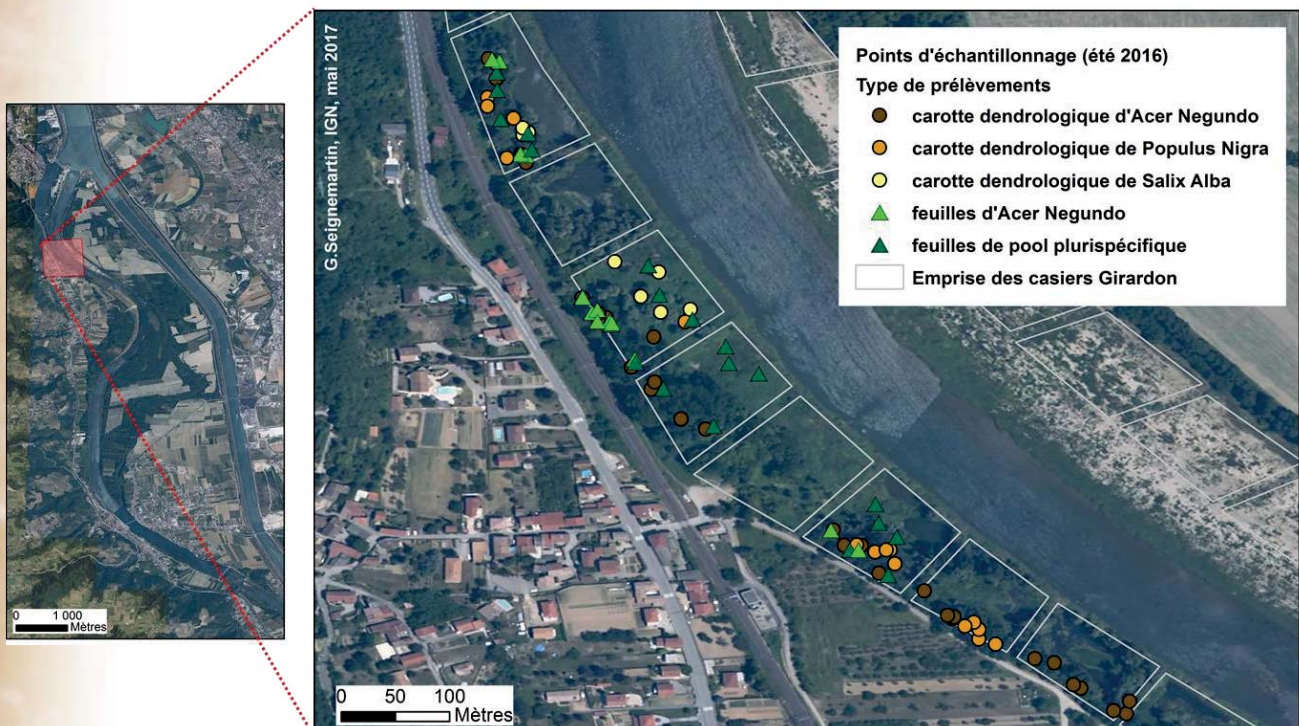 G.Seignemartin, IGN, mai 2017
Points d'échantillonnage (été 2016)
Type de prélèvements
carotte dendrologique d'Acer Negundo
carotte dendrologique de Populus Nigra
carotte dendrologique de Salix Alba
feuilles d'Acer Negundo
feuilles de pool plurispécifique
Emprise des casiers Girardon
0 1 000
Mètres
0 50 100
Mètres